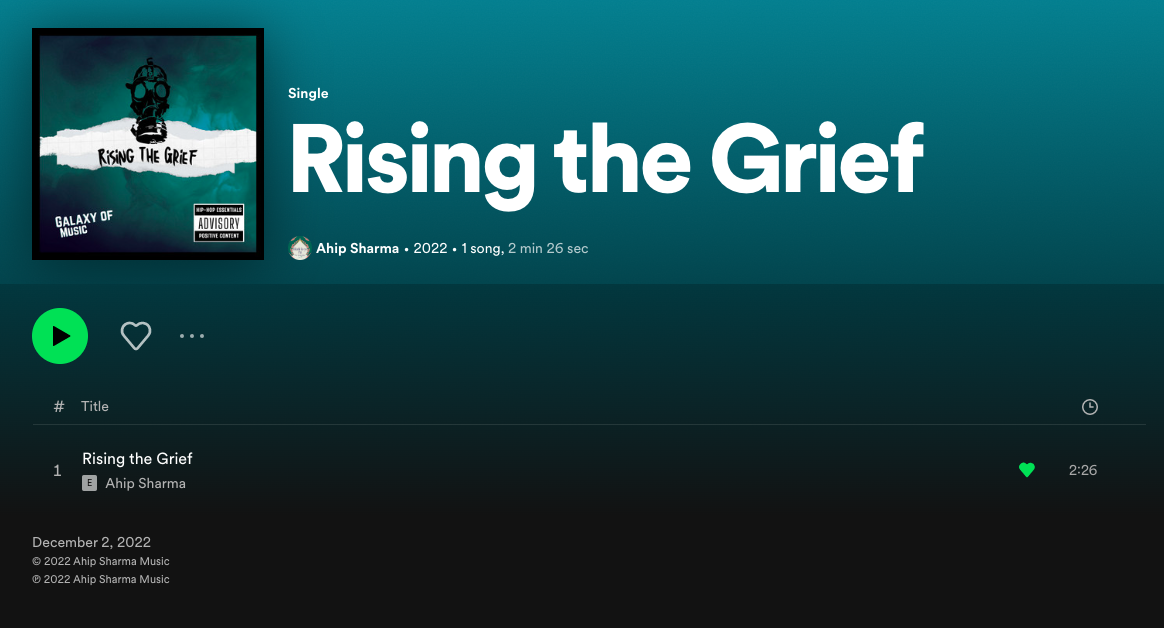 RISING THE GRIEF
GALAXY OF
MUSIC
HIP-HOP ESSENTIALS
ADVISORY
POSITIVE CONTENT
Single
Rising the Grief
Ahip Sharma • 2022 • 1 song, 2 min 26 sec
# Title
1 Rising the Grief 2:26
E Ahip Sharma
December 2, 2022
© 2022 Ahip Sharma Music
℗ 2022 Ahip Sharma Music